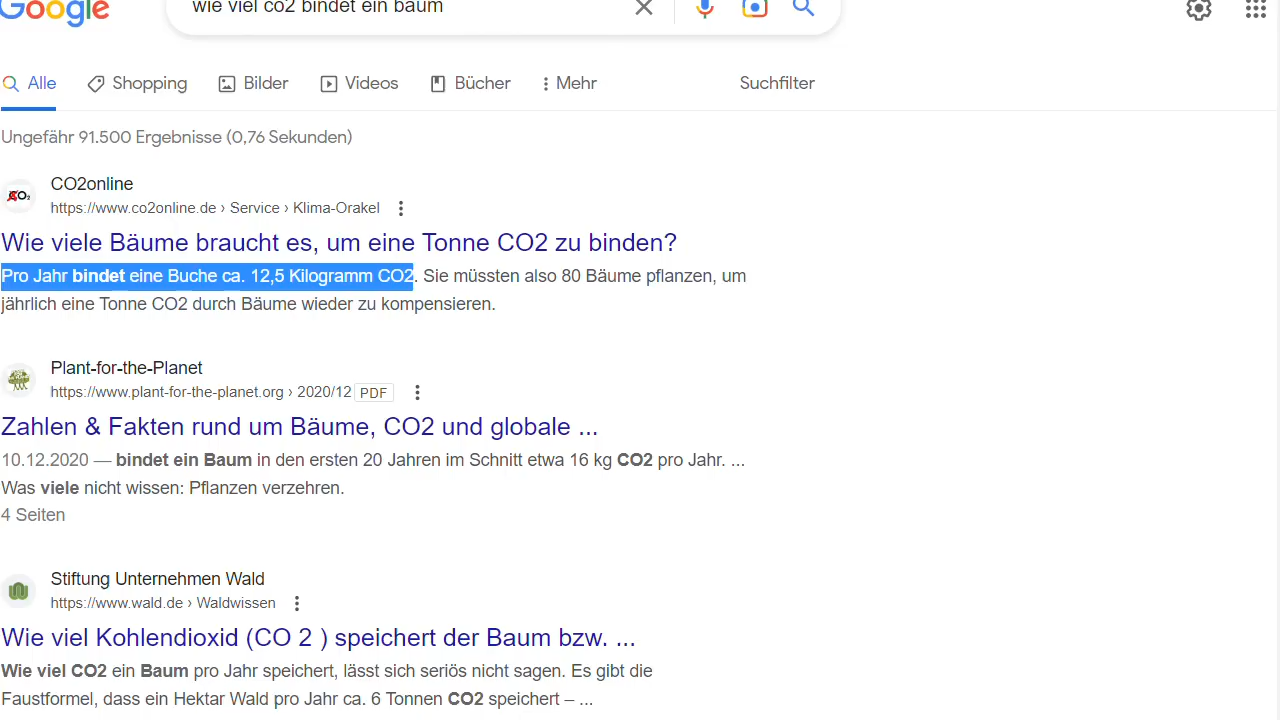 Google
wie viel co2 bindet ein baum
Alle Shopping Bilder Videos Bücher Mehr Suchfilter
Ungefähr 91.500 Ergebnisse (0,76 Sekunden)
CO2online
https://www.co2online.de › Service › Klima-Orakel
Wie viele Bäume braucht es, um eine Tonne CO2 zu binden?
Pro Jahr bindet eine Buche ca. 12,5 Kilogramm CO2. Sie müssten also 80 Bäume pflanzen, um
jährlich eine Tonne CO2 durch Bäume wieder zu kompensieren.
Plant-for-the-Planet
https://www.plant-for-the-planet.org › 2020/12 PDF
Zahlen & Fakten rund um Bäume, CO2 und globale ...
10.12.2020 — bindet ein Baum in den ersten 20 Jahren im Schnitt etwa 16 kg CO2 pro Jahr. ...
Was viele nicht wissen: Pflanzen verzehren.
4 Seiten
Stiftung Unternehmen Wald
https://www.wald.de › Waldwissen
Wie viel Kohlendioxid (CO 2 ) speichert der Baum bzw. ...
Wie viel CO2 ein Baum pro Jahr speichert, lässt sich seriös nicht sagen. Es gibt die
Faustformel, dass ein Hektar Wald pro Jahr ca. 6 Tonnen CO2 speichert – ...